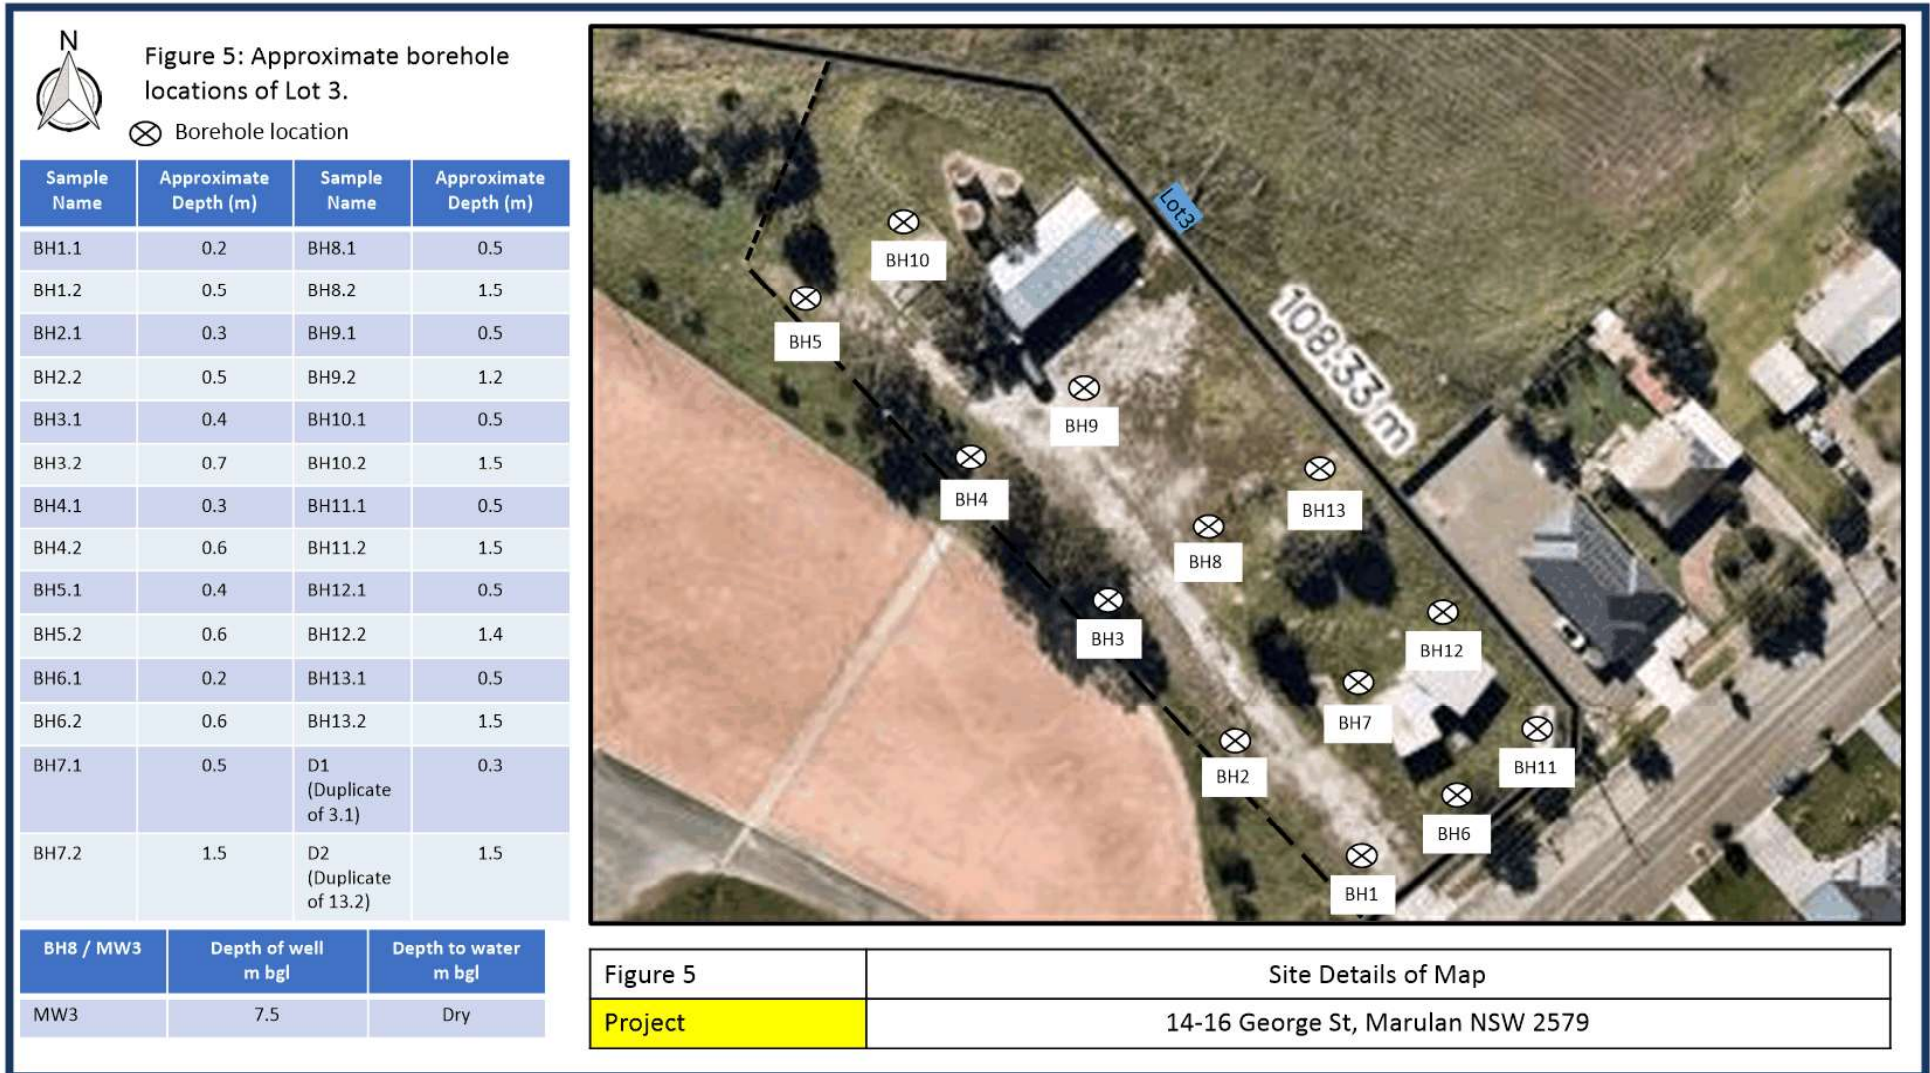 N
Figure 5: Approximate borehole
locations of Lot 3.
Borehole location
Sample Name Approximate Depth (m) Sample Name Approximate Depth (m)
BH1.1 0.2 BH8.1 0.5
BH1.2 0.5 BH8.2 1.5
BH2.1 0.3 BH9.1 0.5
BH2.2 0.5 BH9.2 1.2
BH3.1 0.4 BH10.1 0.5
BH3.2 0.7 BH10.2 1.5
BH4.1 0.3 BH11.1 0.5
BH4.2 0.6 BH11.2 1.5
BH5.1 0.4 BH12.1 0.5
BH5.2 0.6 BH12.2 1.4
BH6.1 0.2 BH13.1 0.5
BH6.2 0.6 BH13.2 1.5
BH7.1 0.5 D1 (Duplicate of 3.1) 0.3
BH7.2 1.5 D2 (Duplicate of 13.2) 1.5
BH8 / MW3 Depth of well m bgl Depth to water m bgl
MW3 7.5 Dry
Lot3
108.33 m
BH10
BH5
BH9
BH4
BH13
BH8
BH3
BH12
BH7
BH2
BH11
BH6
BH1
Figure 5 Site Details of Map
Project 14-16 George St, Marulan NSW 2579